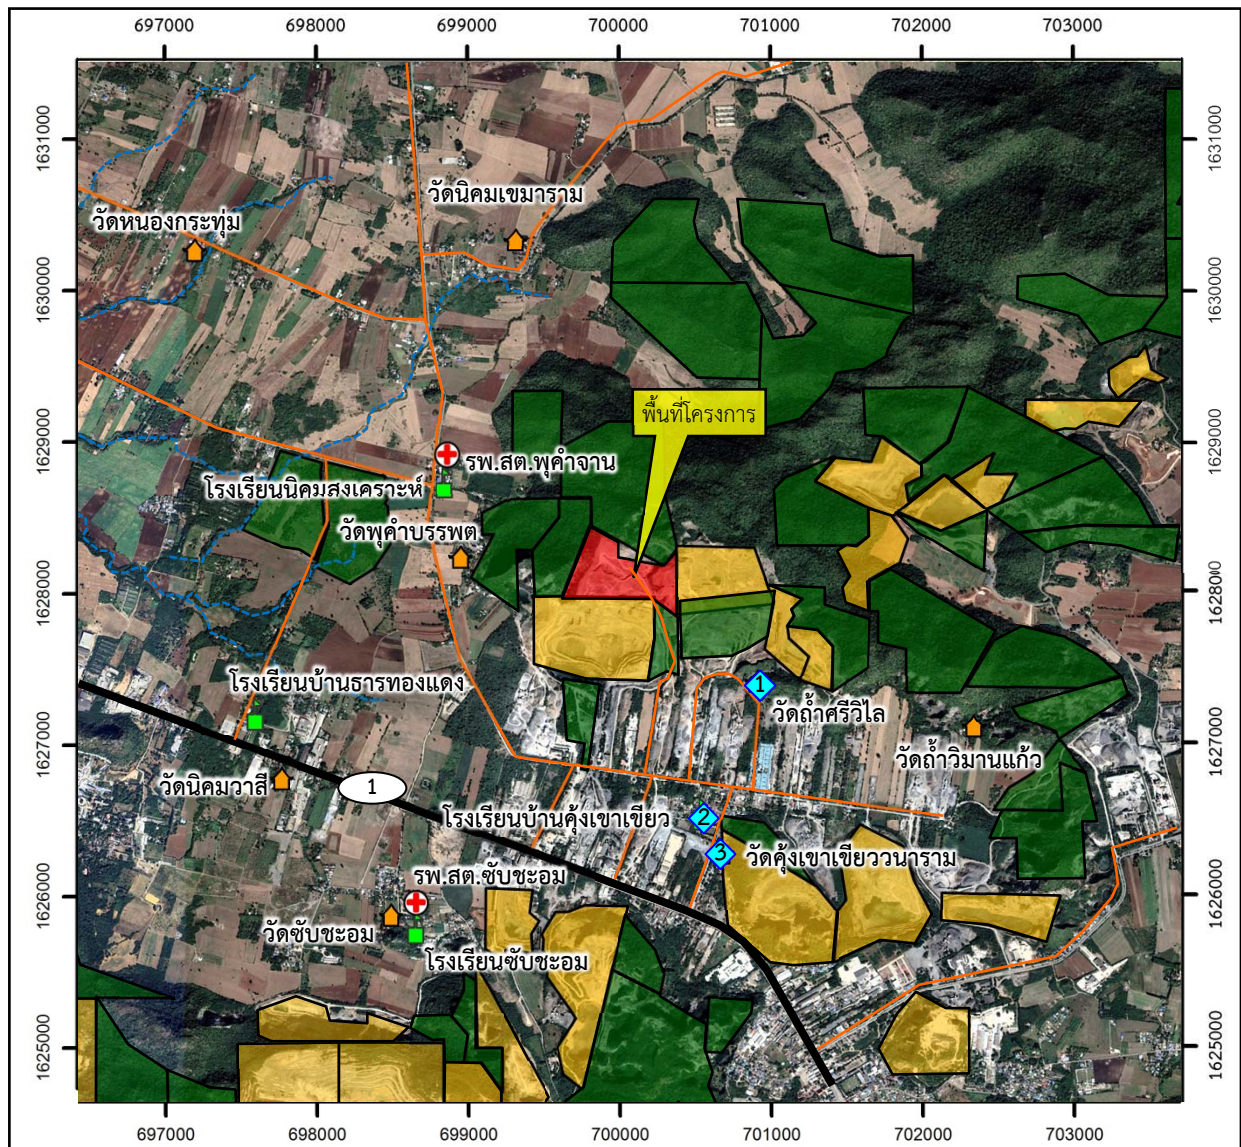 697000 698000 699000 700000 701000 702000 703000
1631000 1631000
วัดนิคมเขมาราม
วัดหนองกระทุ่ม
1630000 1630000
พื้นที่โครงการ
1629000 1629000
รพ.สต.พุคำจาน
โรงเรียนนิคมสงเคราะห์
วัดพุคำบรรพต
1628000 1628000
โรงเรียนบ้านธารทองแดง
1
วัดถ้ำศรีวิไล
1627000 1627000
วัดถ้ำวิมานแก้ว
วัดนิคมวาสี
1
โรงเรียนบ้านคุ้งเขาเขียว
2
3
วัดคุ้งเขาเขียววนาราม
รพ.สต.ซับชะอม
1626000 1626000
วัดซับชะอม
โรงเรียนซับชะอม
1625000 1625000
697000 698000 699000 700000 701000 702000 703000